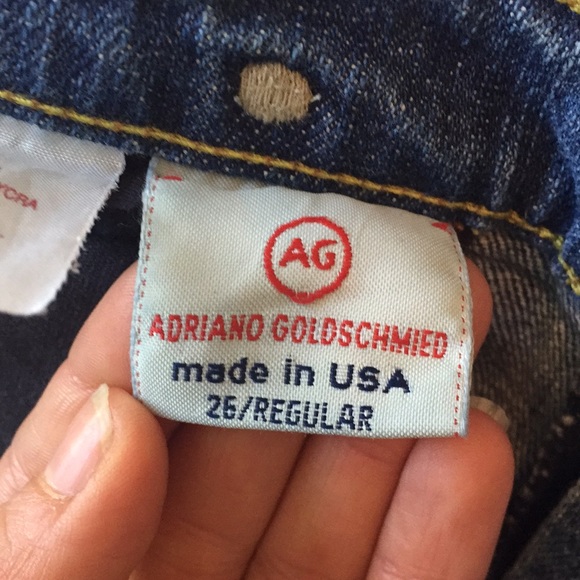 AG
ADRIANO GOLDSCHMIED
made in USA
26/REGULAR